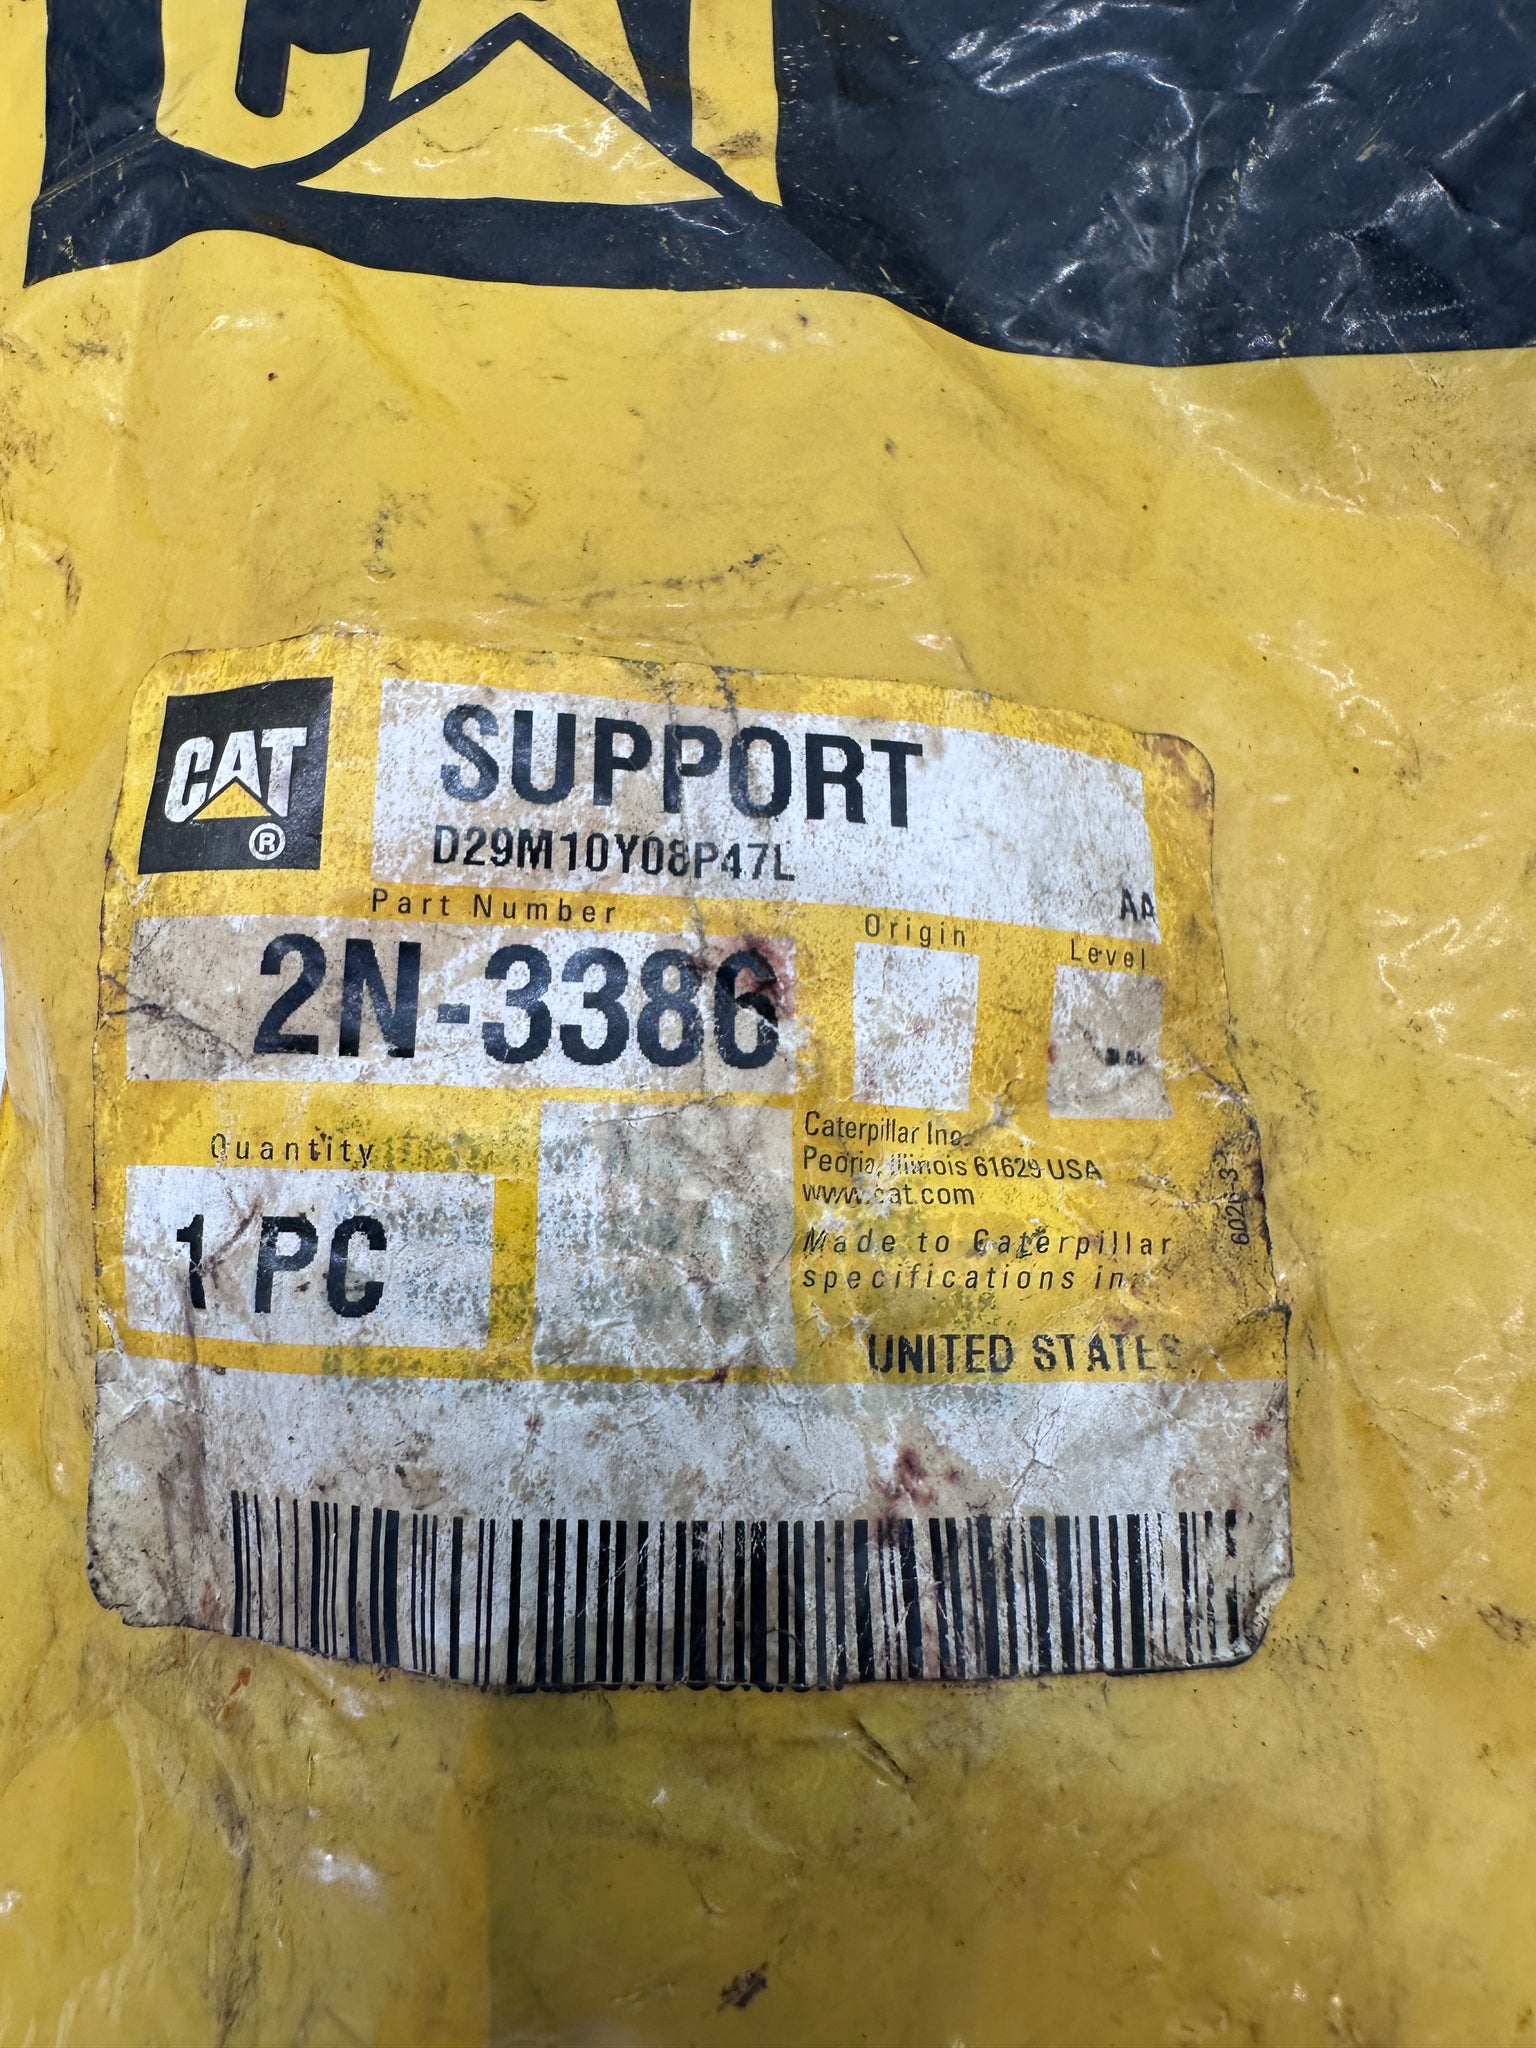 CAT
CAT ®
SUPPORT
D29M10Y08P47L
AA
Part Number
Origin
Level
2N-3386
Quantity
1 PC
Caterpillar Inc.
Peoria, Illinois 61629 USA
www.cat.com
Made to Caterpillar
specifications in:
UNITED STATES